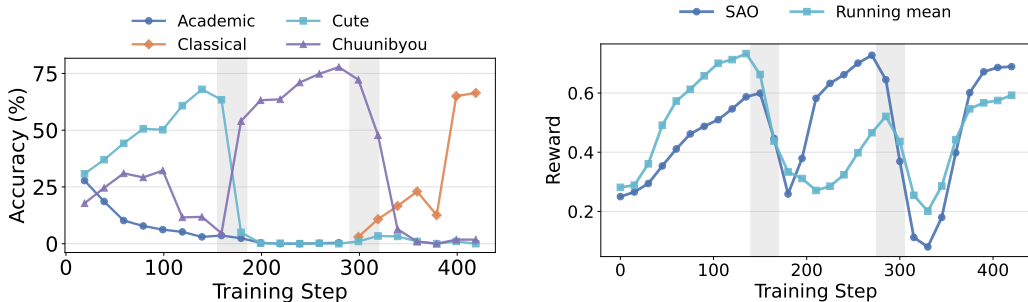 Academic
Cute
Classical
Chuunibyou
Accuracy (%)
75
50
25
0
0
100
200
300
400
Training Step
SAO
Running mean
Reward
0.6
0.4
0.2
0
100
200
300
400
Training Step